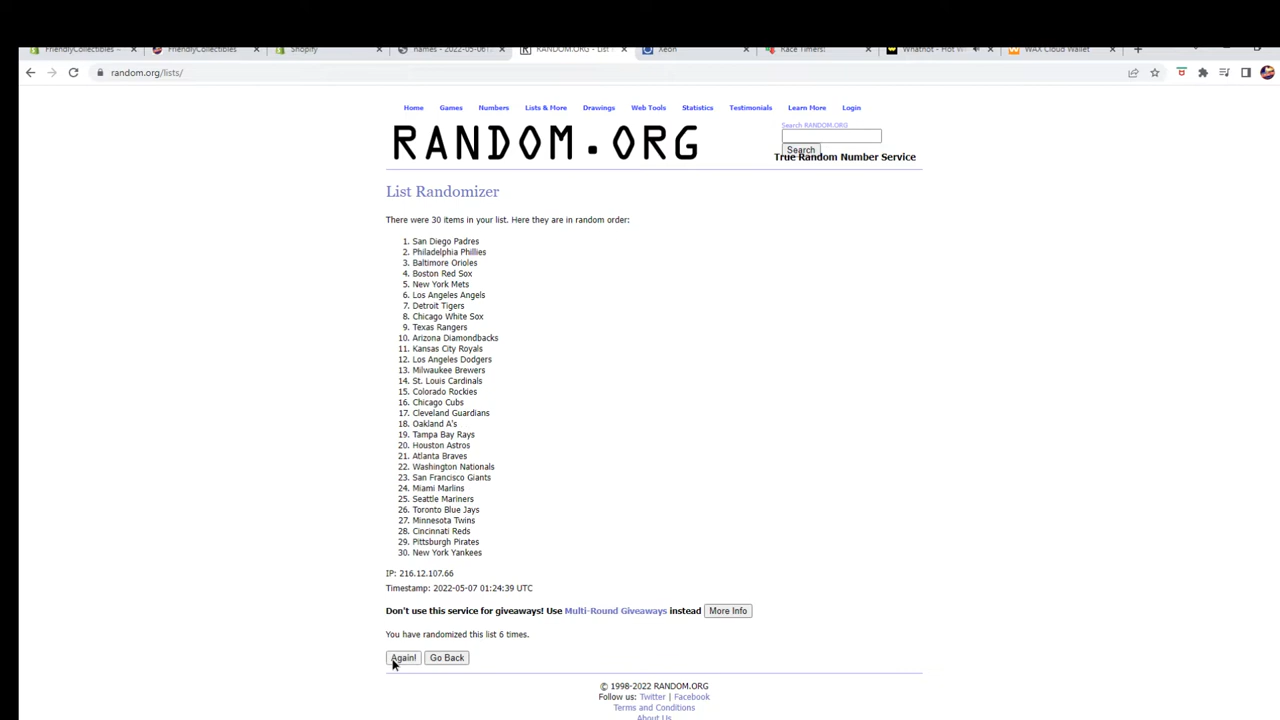 FriendlyCollectibles –
FriendlyCollectibles
Shopify
names - 2022-05-06T
RANDOM.ORG - List
Xeon
Race Timers!
Whatnot - Hot W
WAX Cloud Wallet
random.org/lists/
Home Games Numbers Lists & More Drawings Web Tools Statistics Testimonials Learn More Login
RANDOM.ORG
Search RANDOM.ORG
Search
True Random Number Service
List Randomizer
There were 30 items in your list. Here they are in random order:
1. San Diego Padres
2. Philadelphia Phillies
3. Baltimore Orioles
4. Boston Red Sox
5. New York Mets
6. Los Angeles Angels
7. Detroit Tigers
8. Chicago White Sox
9. Texas Rangers
10. Arizona Diamondbacks
11. Kansas City Royals
12. Los Angeles Dodgers
13. Milwaukee Brewers
14. St. Louis Cardinals
15. Colorado Rockies
16. Chicago Cubs
17. Cleveland Guardians
18. Oakland A's
19. Tampa Bay Rays
20. Houston Astros
21. Atlanta Braves
22. Washington Nationals
23. San Francisco Giants
24. Miami Marlins
25. Seattle Mariners
26. Toronto Blue Jays
27. Minnesota Twins
28. Cincinnati Reds
29. Pittsburgh Pirates
30. New York Yankees
IP: 216.12.107.66
Timestamp: 2022-05-07 01:24:39 UTC
Don't use this service for giveaways! Use Multi-Round Giveaways instead More Info
You have randomized this list 6 times.
Again! Go Back
© 1998-2022 RANDOM.ORG
Follow us: Twitter | Facebook
Terms and Conditions
About Us